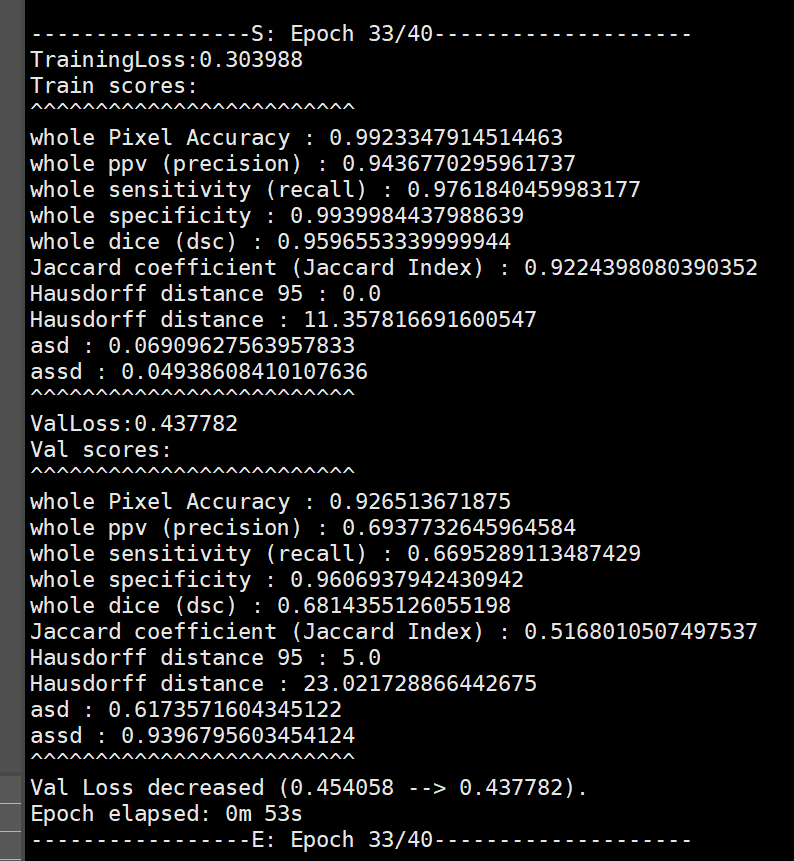 -----------------S: Epoch 33/40--------------------
TrainingLoss:0.303988
Train scores:
^^^^^^^^^^^^^^^^^^^^^^^^^
whole Pixel Accuracy : 0.9923347914514463
whole ppv (precision) : 0.9436770295961737
whole sensitivity (recall) : 0.9761840459983177
whole specificity : 0.9939984437988639
whole dice (dsc) : 0.9596553339999944
Jaccard coefficient (Jaccard Index) : 0.9224398080390352
Hausdorff distance 95 : 0.0
Hausdorff distance : 11.357816691600547
asd : 0.06909627563957833
assd : 0.04938608410107636
^^^^^^^^^^^^^^^^^^^^^^^^^
ValLoss:0.437782
Val scores:
^^^^^^^^^^^^^^^^^^^^^^^^^
whole Pixel Accuracy : 0.926513671875
whole ppv (precision) : 0.6937732645964584
whole sensitivity (recall) : 0.6695289113487429
whole specificity : 0.9606937942430942
whole dice (dsc) : 0.6814355126055198
Jaccard coefficient (Jaccard Index) : 0.5168010507497537
Hausdorff distance 95 : 5.0
Hausdorff distance : 23.021728866442675
asd : 0.6173571604345122
assd : 0.9396795603454124
^^^^^^^^^^^^^^^^^^^^^^^^^
Val Loss decreased (0.454058 --> 0.437782).
Epoch elapsed: 0m 53s
-----------------E: Epoch 33/40--------------------